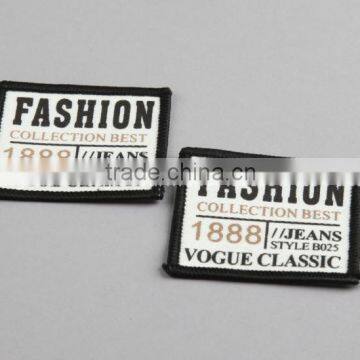 FASHION
COLLECTION BEST
1888 //JEANS
FASHION
COLLECTION BEST
1888 //JEANS
STYLE B025
VOGUE CLASSIC
trade.china.cn